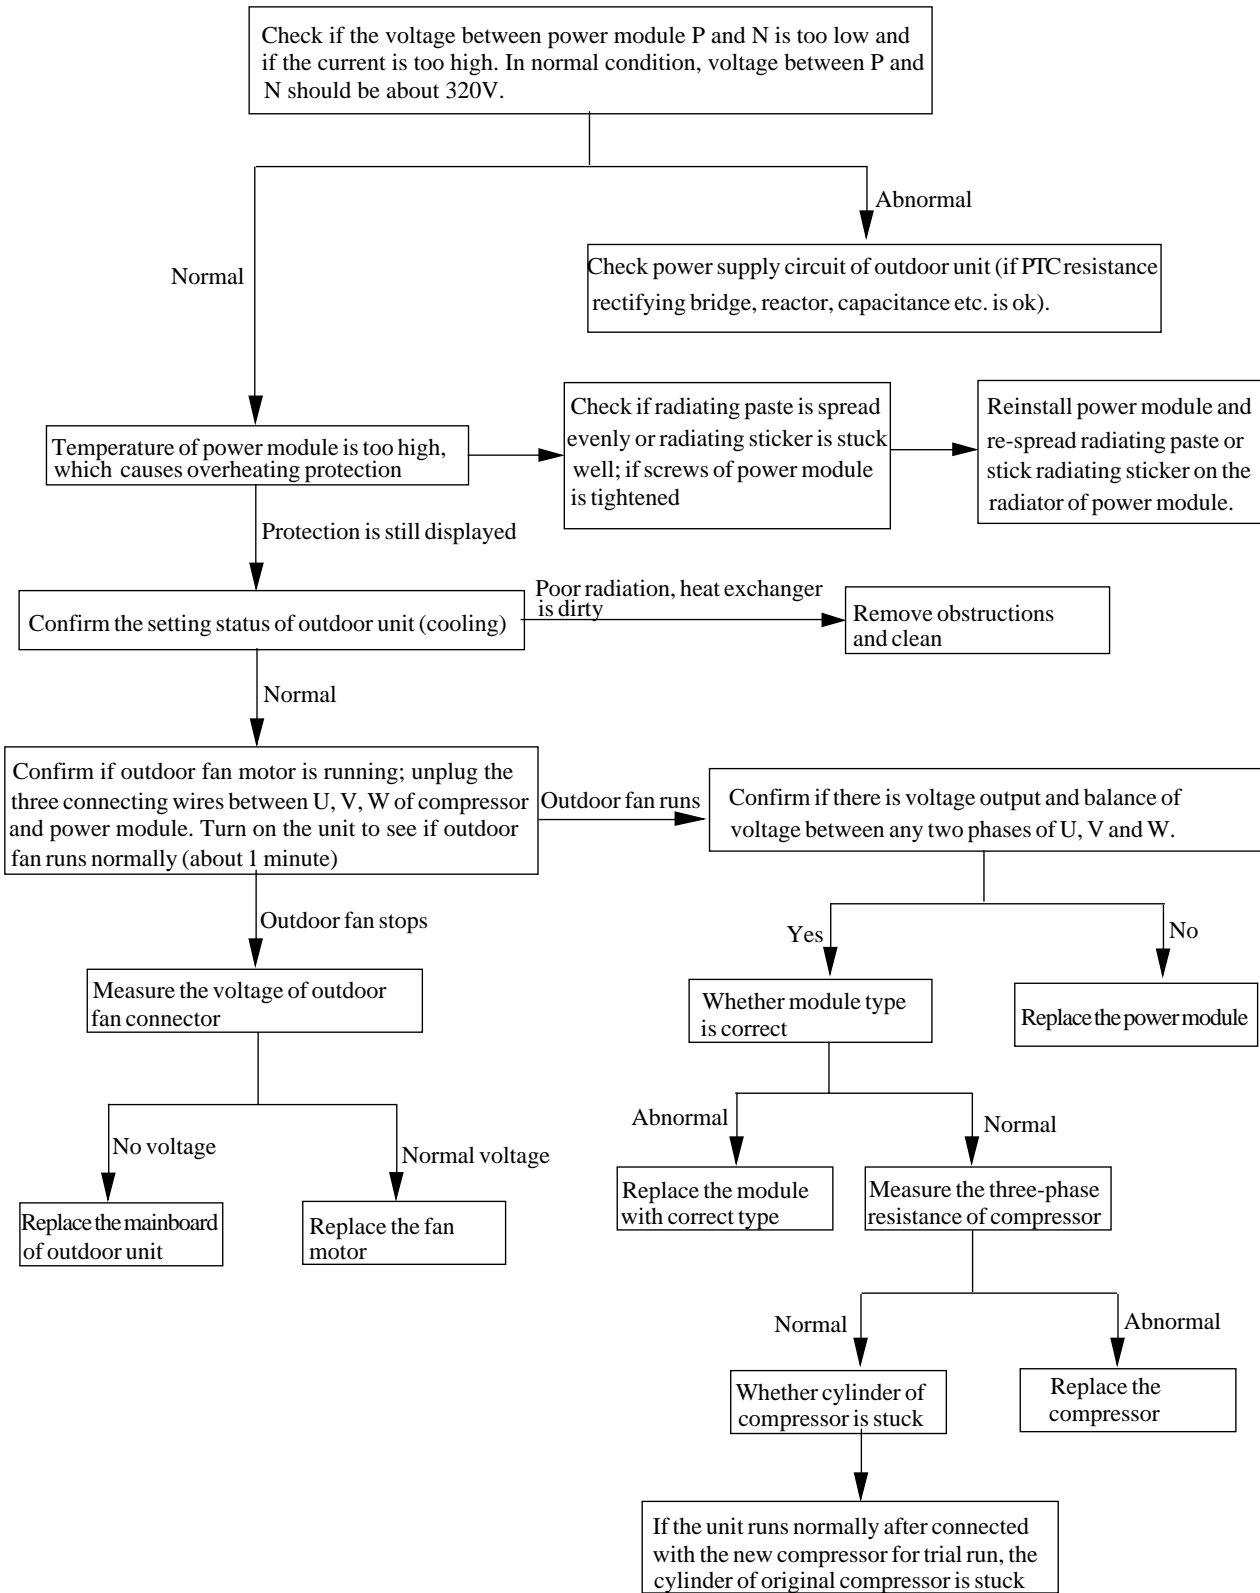 Check if the voltage between power module P and N is too low and
if the current is too high. In normal condition, voltage between P and
N should be about 320V.
Abnormal
Normal
Check power supply circuit of outdoor unit (if PTC resistance
rectifying bridge, reactor, capacitance etc. is ok).
Temperature of power module is too high,
which causes overheating protection
Check if radiating paste is spread
evenly or radiating sticker is stuck
well; if screws of power module
is tightened
Reinstall power module and
re-spread radiating paste or
stick radiating sticker on the
radiator of power module.
Protection is still displayed
Confirm the setting status of outdoor unit (cooling)
Poor radiation, heat exchanger
is dirty
Remove obstructions
and clean
Normal
Confirm if outdoor fan motor is running; unplug the
three connecting wires between U, V, W of compressor
and power module. Turn on the unit to see if outdoor
fan runs normally (about 1 minute)
Outdoor fan runs
Confirm if there is voltage output and balance of
voltage between any two phases of U, V and W.
Outdoor fan stops
Yes
No
Measure the voltage of outdoor
fan connector
Whether module type
is correct
Replace the power module
No voltage
Normal voltage
Abnormal
Normal
Replace the mainboard
of outdoor unit
Replace the fan
motor
Replace the module
with correct type
Measure the three-phase
resistance of compressor
Normal
Abnormal
Whether cylinder of
compressor is stuck
Replace the
compressor
If the unit runs normally after connected
with the new compressor for trial run, the
cylinder of original compressor is stuck